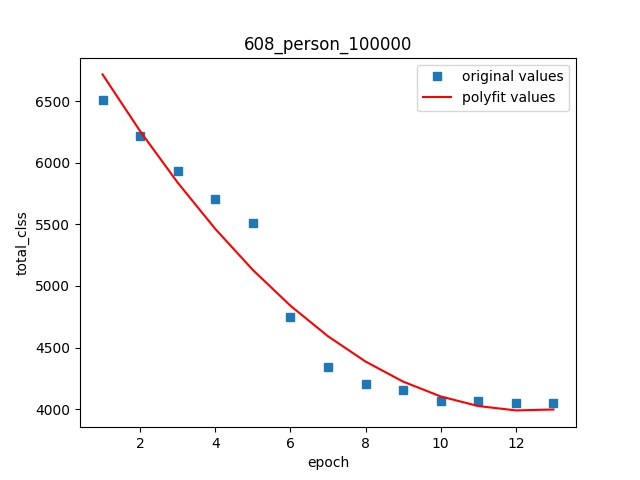 608_person_100000
original values
polyfit values
total_clss
6500
6000
5500
5000
4500
4000
2 4 6 8 10 12
epoch